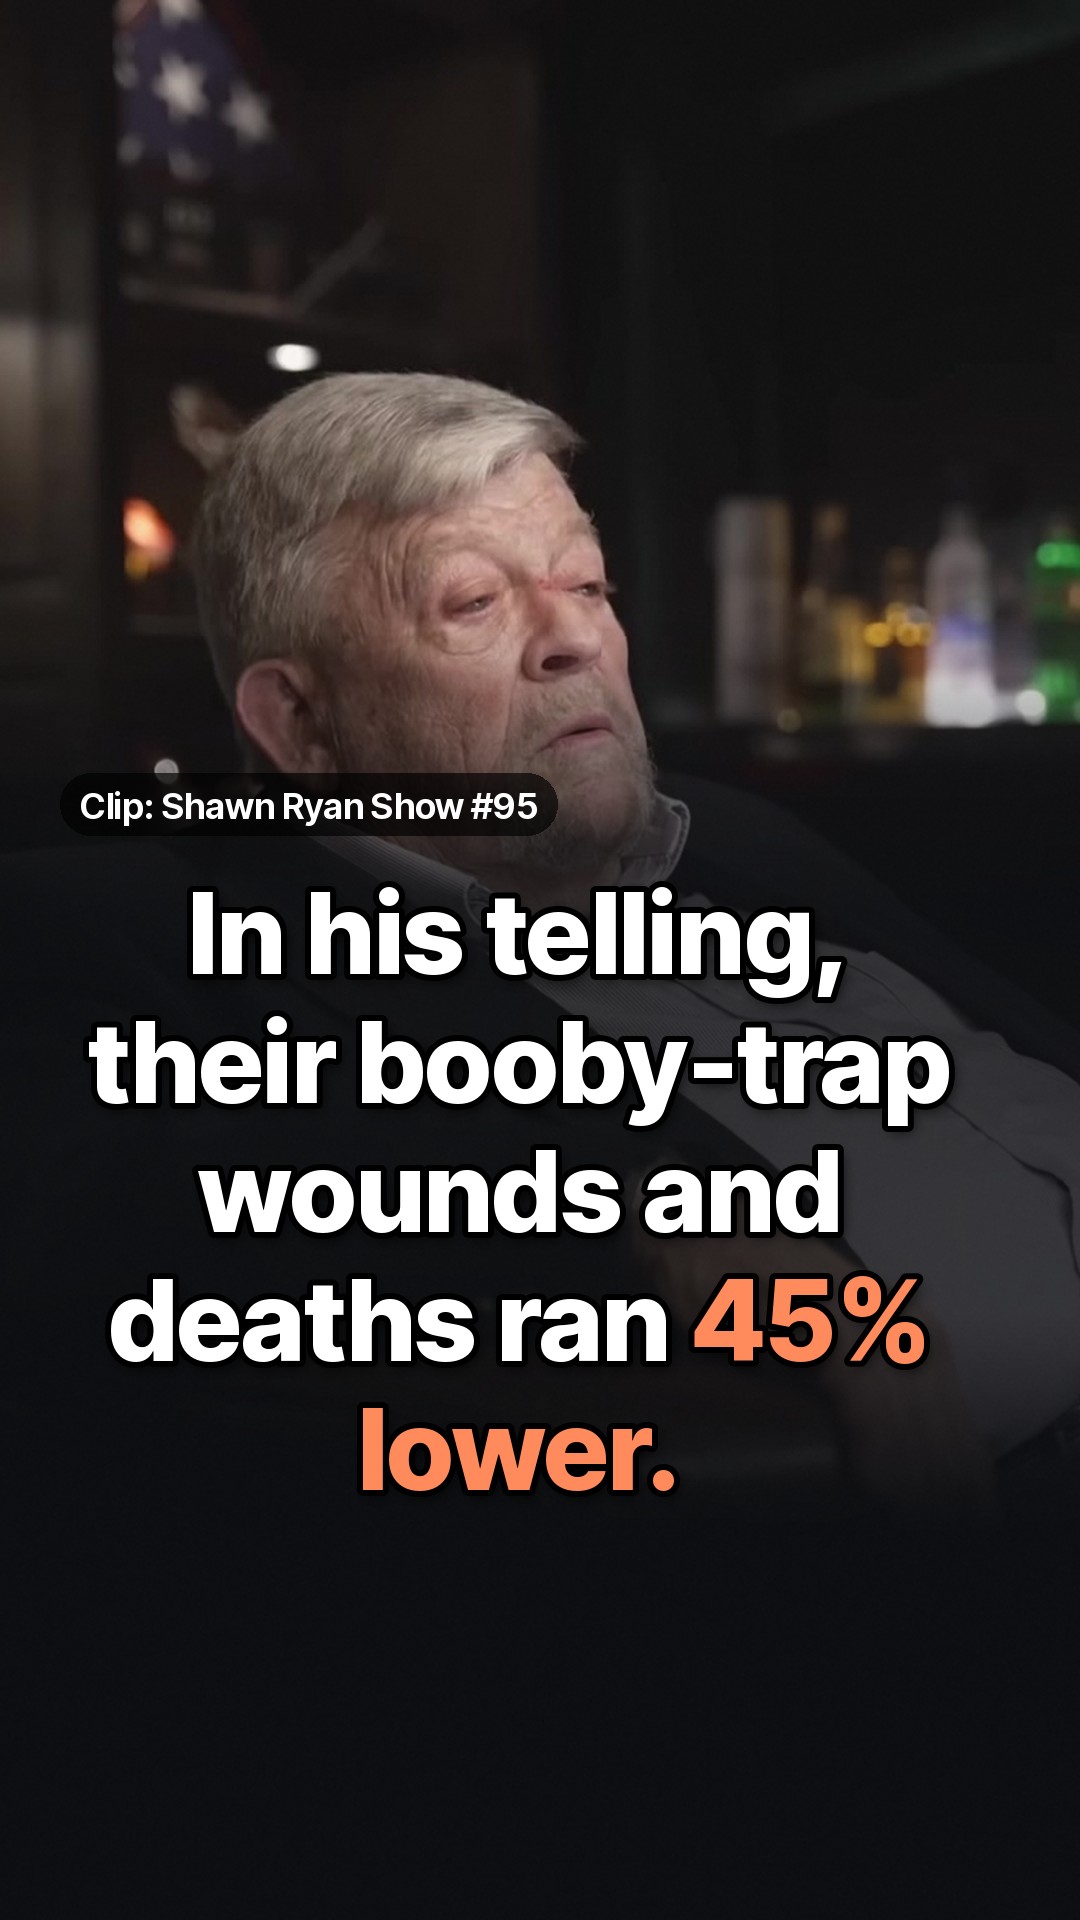 Clip: Shawn Ryan Show #95
In his telling,
their booby-trap
wounds and
deaths ran 45%
lower.